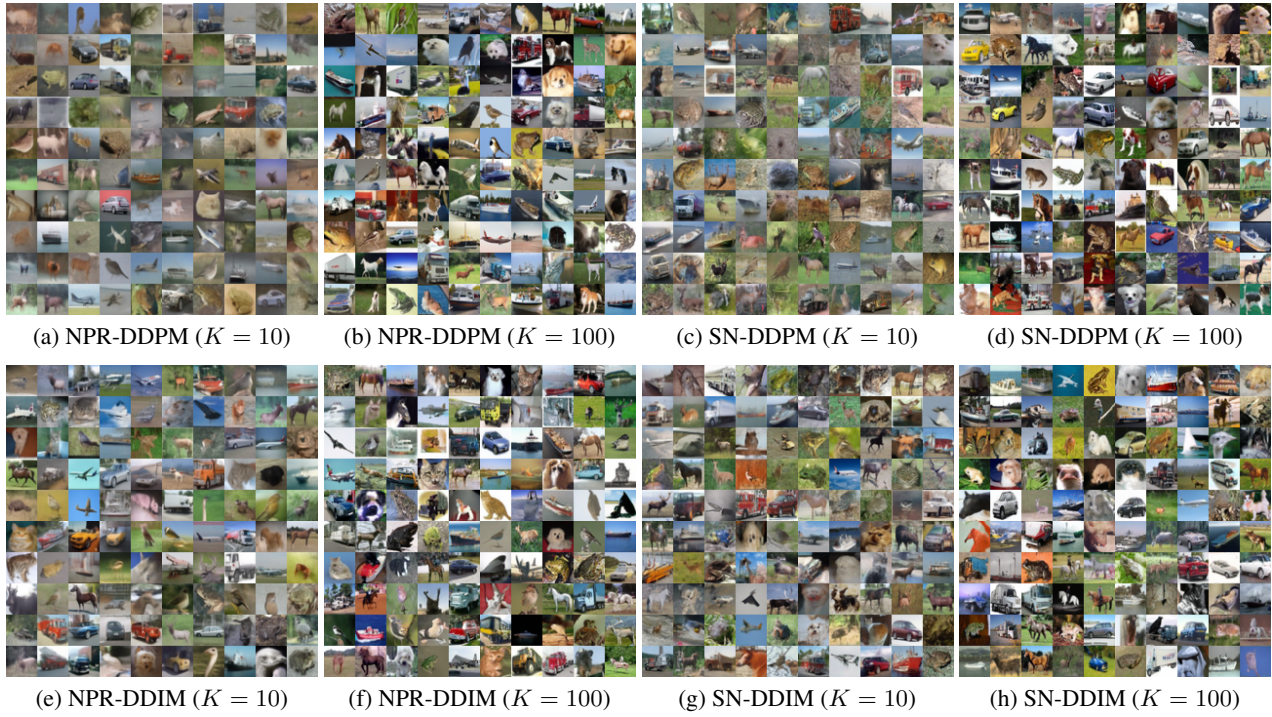 (a) NPR-DDPM (K = 10)
(b) NPR-DDPM (K = 100)
(c) SN-DDPM (K = 10)
(d) SN-DDPM (K = 100)
(e) NPR-DDIM (K = 10)
(f) NPR-DDIM (K = 100)
(g) SN-DDIM (K = 10)
(h) SN-DDIM (K = 100)